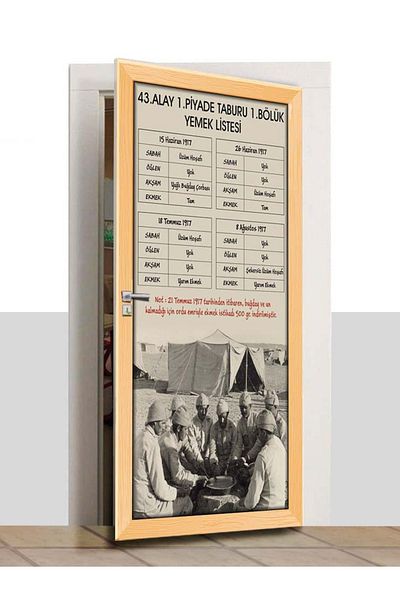 43.ALAY 1.PİYADE TABURU 1.BÖLÜK
YEMEK LİSTESİ
15 Haziran 1917
SABAH Üzüm Hoşafı
ÖĞLEN Yok
AKŞAM Yağlı Buğday Çorbası
EKMEK Tam
26 Haziran 1917
SABAH Yok
ÖĞLEN Yok
AKŞAM Yok
EKMEK Tam
18 Temmuz 1917
SABAH Üzüm Hoşafı
ÖĞLEN Yok
AKŞAM Yok
EKMEK Yarım Ekmek
8 Ağustos 1917
SABAH Yok
ÖĞLEN Yok
AKŞAM Şekersiz Üzüm Hoşafı
EKMEK Yarım Ekmek
Not : 21 Temmuz 1917 tarihinden itibaren, buğday ve un
kalmadığı için ordu emriyle ekmek istihadı 500 gr. indirilmiştir.